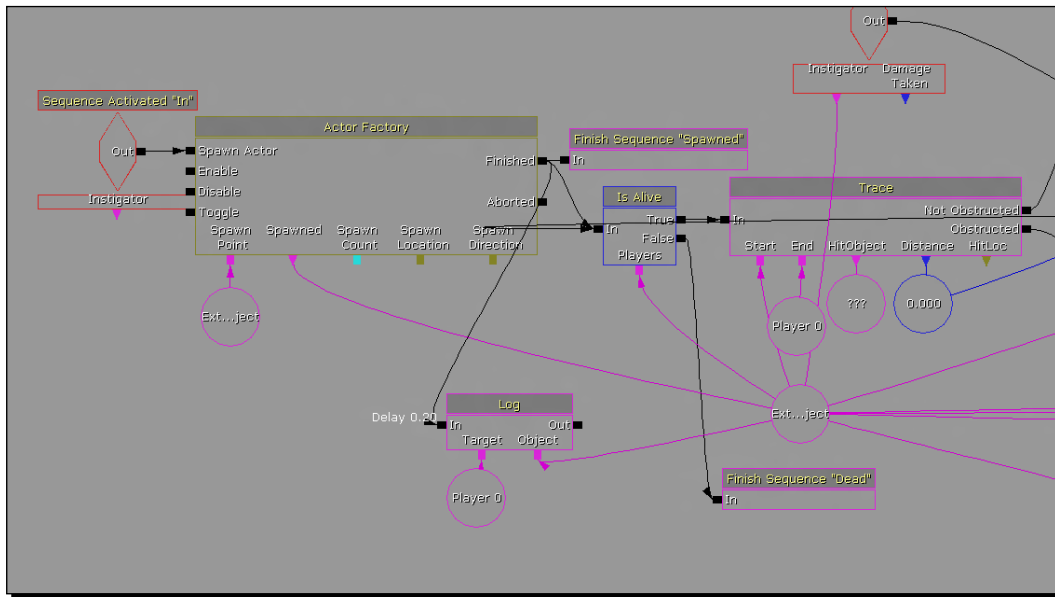 Out
Instigator Damage
Taken
Sequence Activated "In"
Out
Instigator
Actor Factory
Spawn Actor
Enable
Disable
Toggle
Finished
Aborted
Spawn
Point
Spawned
Spawn
Count
Spawn
Location
Spawn
Direction
Ext...ject
Finish Sequence "Spawned"
In
Is Alive
In
True
False
Players
Trace
In
Not Obstructed
Obstructed
Start End HitObject Distance HitLoc
Player 0
???
0.000
Ext...ject
Delay 0.20
Log
In Out
Target Object
Player 0
Finish Sequence "Dead"
In